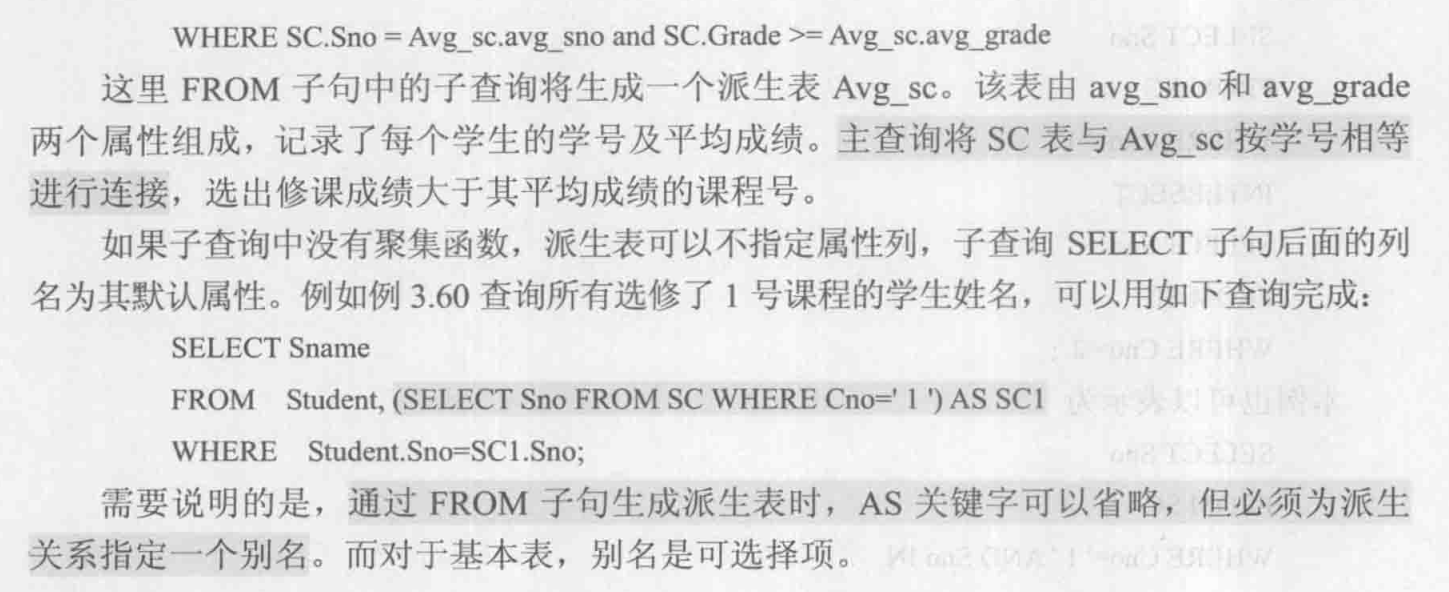 WHERE SC.Sno = Avg_sc.avg_sno and SC.Grade >= Avg_sc.avg_grade
这里 FROM 子句中的子查询将生成一个派生表 Avg_sc。该表由 avg_sno 和 avg_grade
两个属性组成，记录了每个学生的学号及平均成绩。主查询将 SC 表与 Avg_sc 按学号相等
进行连接，选出修课成绩大于其平均成绩的课程号。
如果子查询中没有聚集函数，派生表可以不指定属性列，子查询 SELECT 子句后面的列
名为其默认属性。例如例 3.60 查询所有选修了 1 号课程的学生姓名，可以用如下查询完成：
SELECT Sname
FROM Student, (SELECT Sno FROM SC WHERE Cno=' 1 ') AS SC1
WHERE Student.Sno=SC1.Sno;
需要说明的是，通过 FROM 子句生成派生表时，AS 关键字可以省略，但必须为派生
关系指定一个别名。而对于基本表，别名是可选择项。